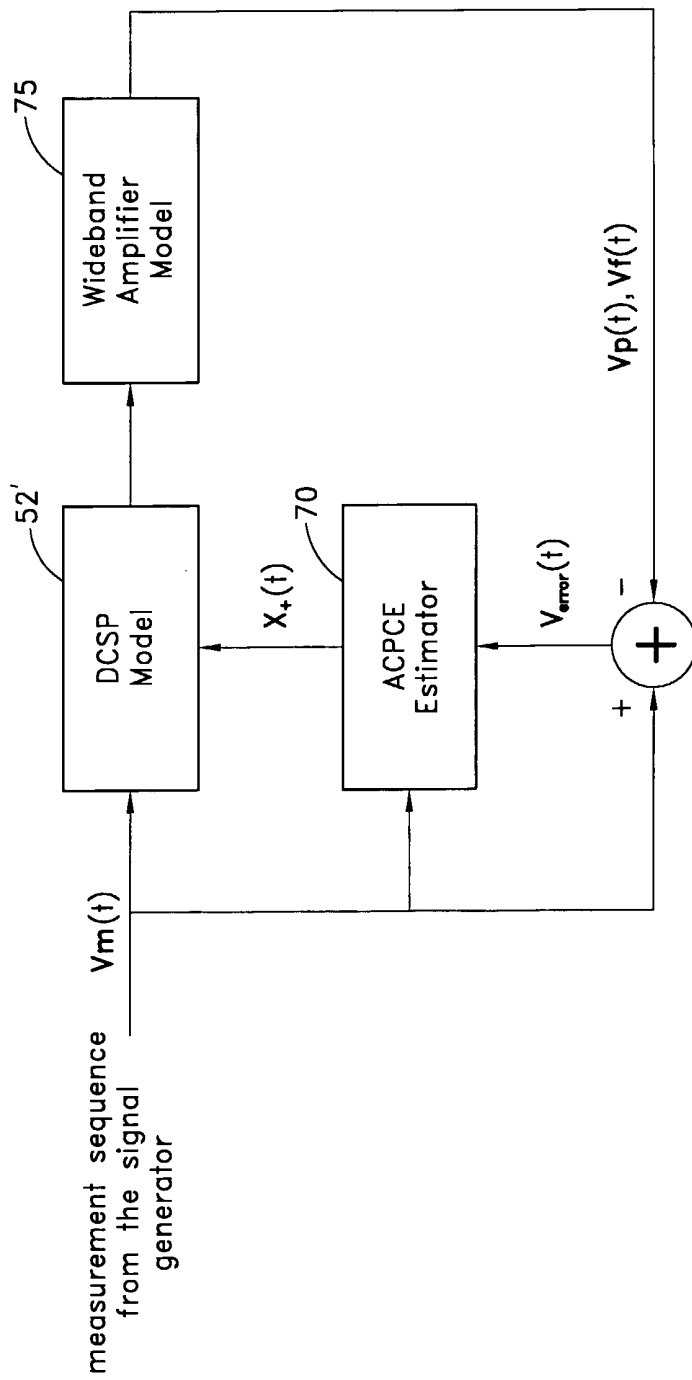 measurement sequence
from the signal
generator
Vm(t)
52'
DCSP
Model
75
Wideband
Amplifier
Model
X+(t)
70
ACPCE
Estimator
Verror(t)
+
−
+
Vp(t), Vf(t)